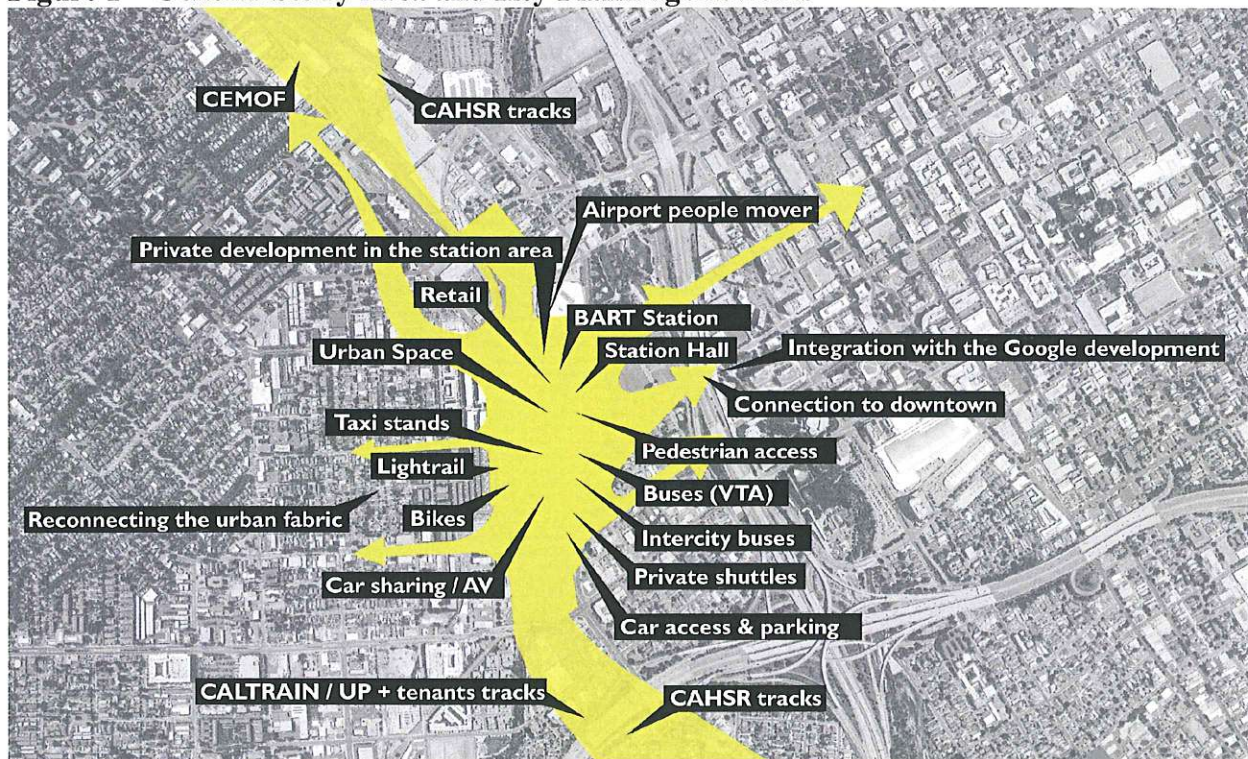 CEMOF
CAHSR tracks
Airport people mover
Private development in the station area
Retail
BART Station
Urban Space
Station Hall
Integration with the Google development
Connection to downtown
Taxi stands
Pedestrian access
Lightrail
Buses (VTA)
Reconnecting the urban fabric
Bikes
Intercity buses
Car sharing / AV
Private shuttles
Car access & parking
CALTRAIN / UP + tenants tracks
CAHSR tracks